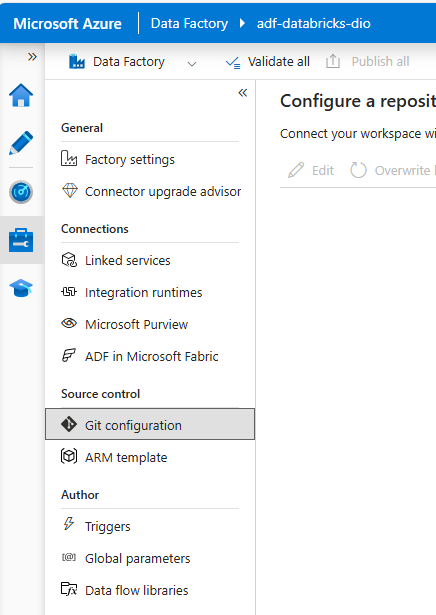 Microsoft Azure Data Factory adf-databricks-dio
Data Factory Validate all Publish all
General
Factory settings
Connector upgrade advisor
Connections
Linked services
Integration runtimes
Microsoft Purview
ADF in Microsoft Fabric
Source control
Git configuration
ARM template
Author
Triggers
Global parameters
Data flow libraries
Configure a reposit
Connect your workspace wi
Edit Overwrite